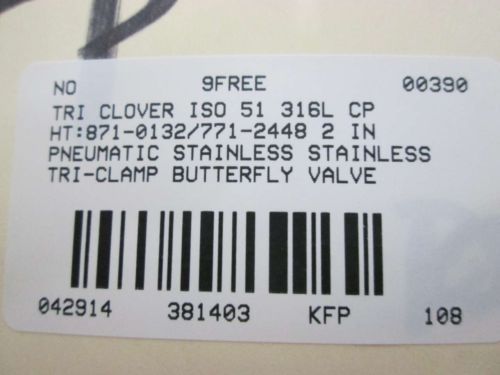 NO 9FREE 00390
TRI CLOVER ISO 51 316L CP
HT:871-0132/771-2448 2 IN
PNEUMATIC STAINLESS STAINLESS
TRI-CLAMP BUTTERFLY VALVE
042914 381403 KFP 108